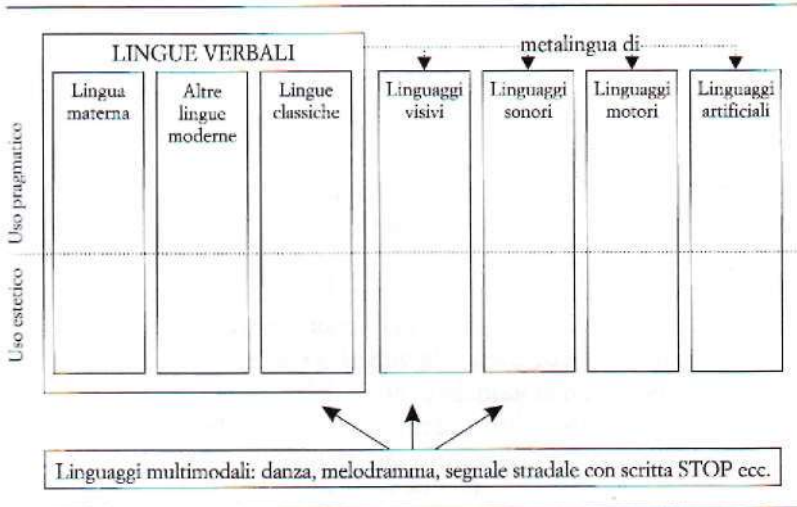 LINGUE VERBALI
metalingua di
Lingua
materna
Altre
lingue
moderne
Lingue
classiche
Linguaggi
visivi
Linguaggi
sonori
Linguaggi
motori
Linguaggi
artificiali
Uso pragmatico
Uso estetico
Linguaggi multimodali: danza, melodramma, segnale stradale con scritta STOP ecc.